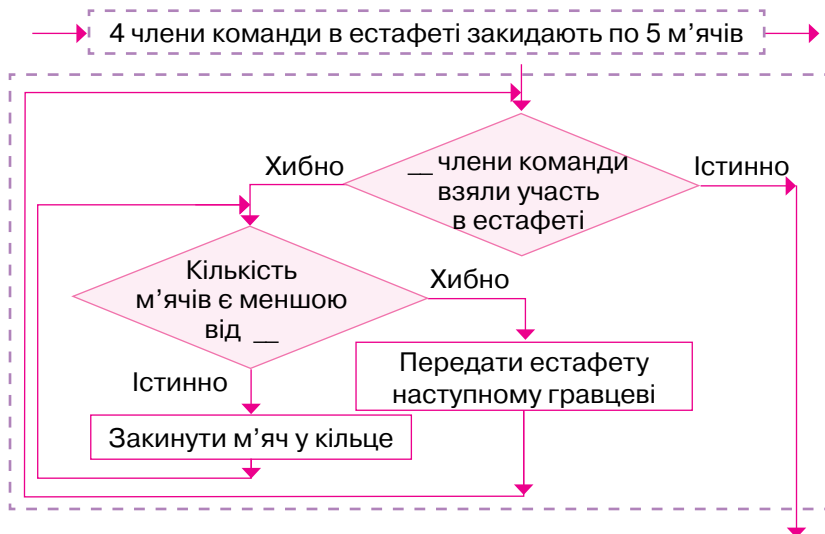 4 члени команди в естафеті закидають по 5 м’ячів
Хибно
__ члени команди
взяли участь
в естафеті
Істинно
Кількість
м’ячів є меншою
від __
Хибно
Істинно
Передати естафету
наступному гравцеві
Закинути м’яч у кільце